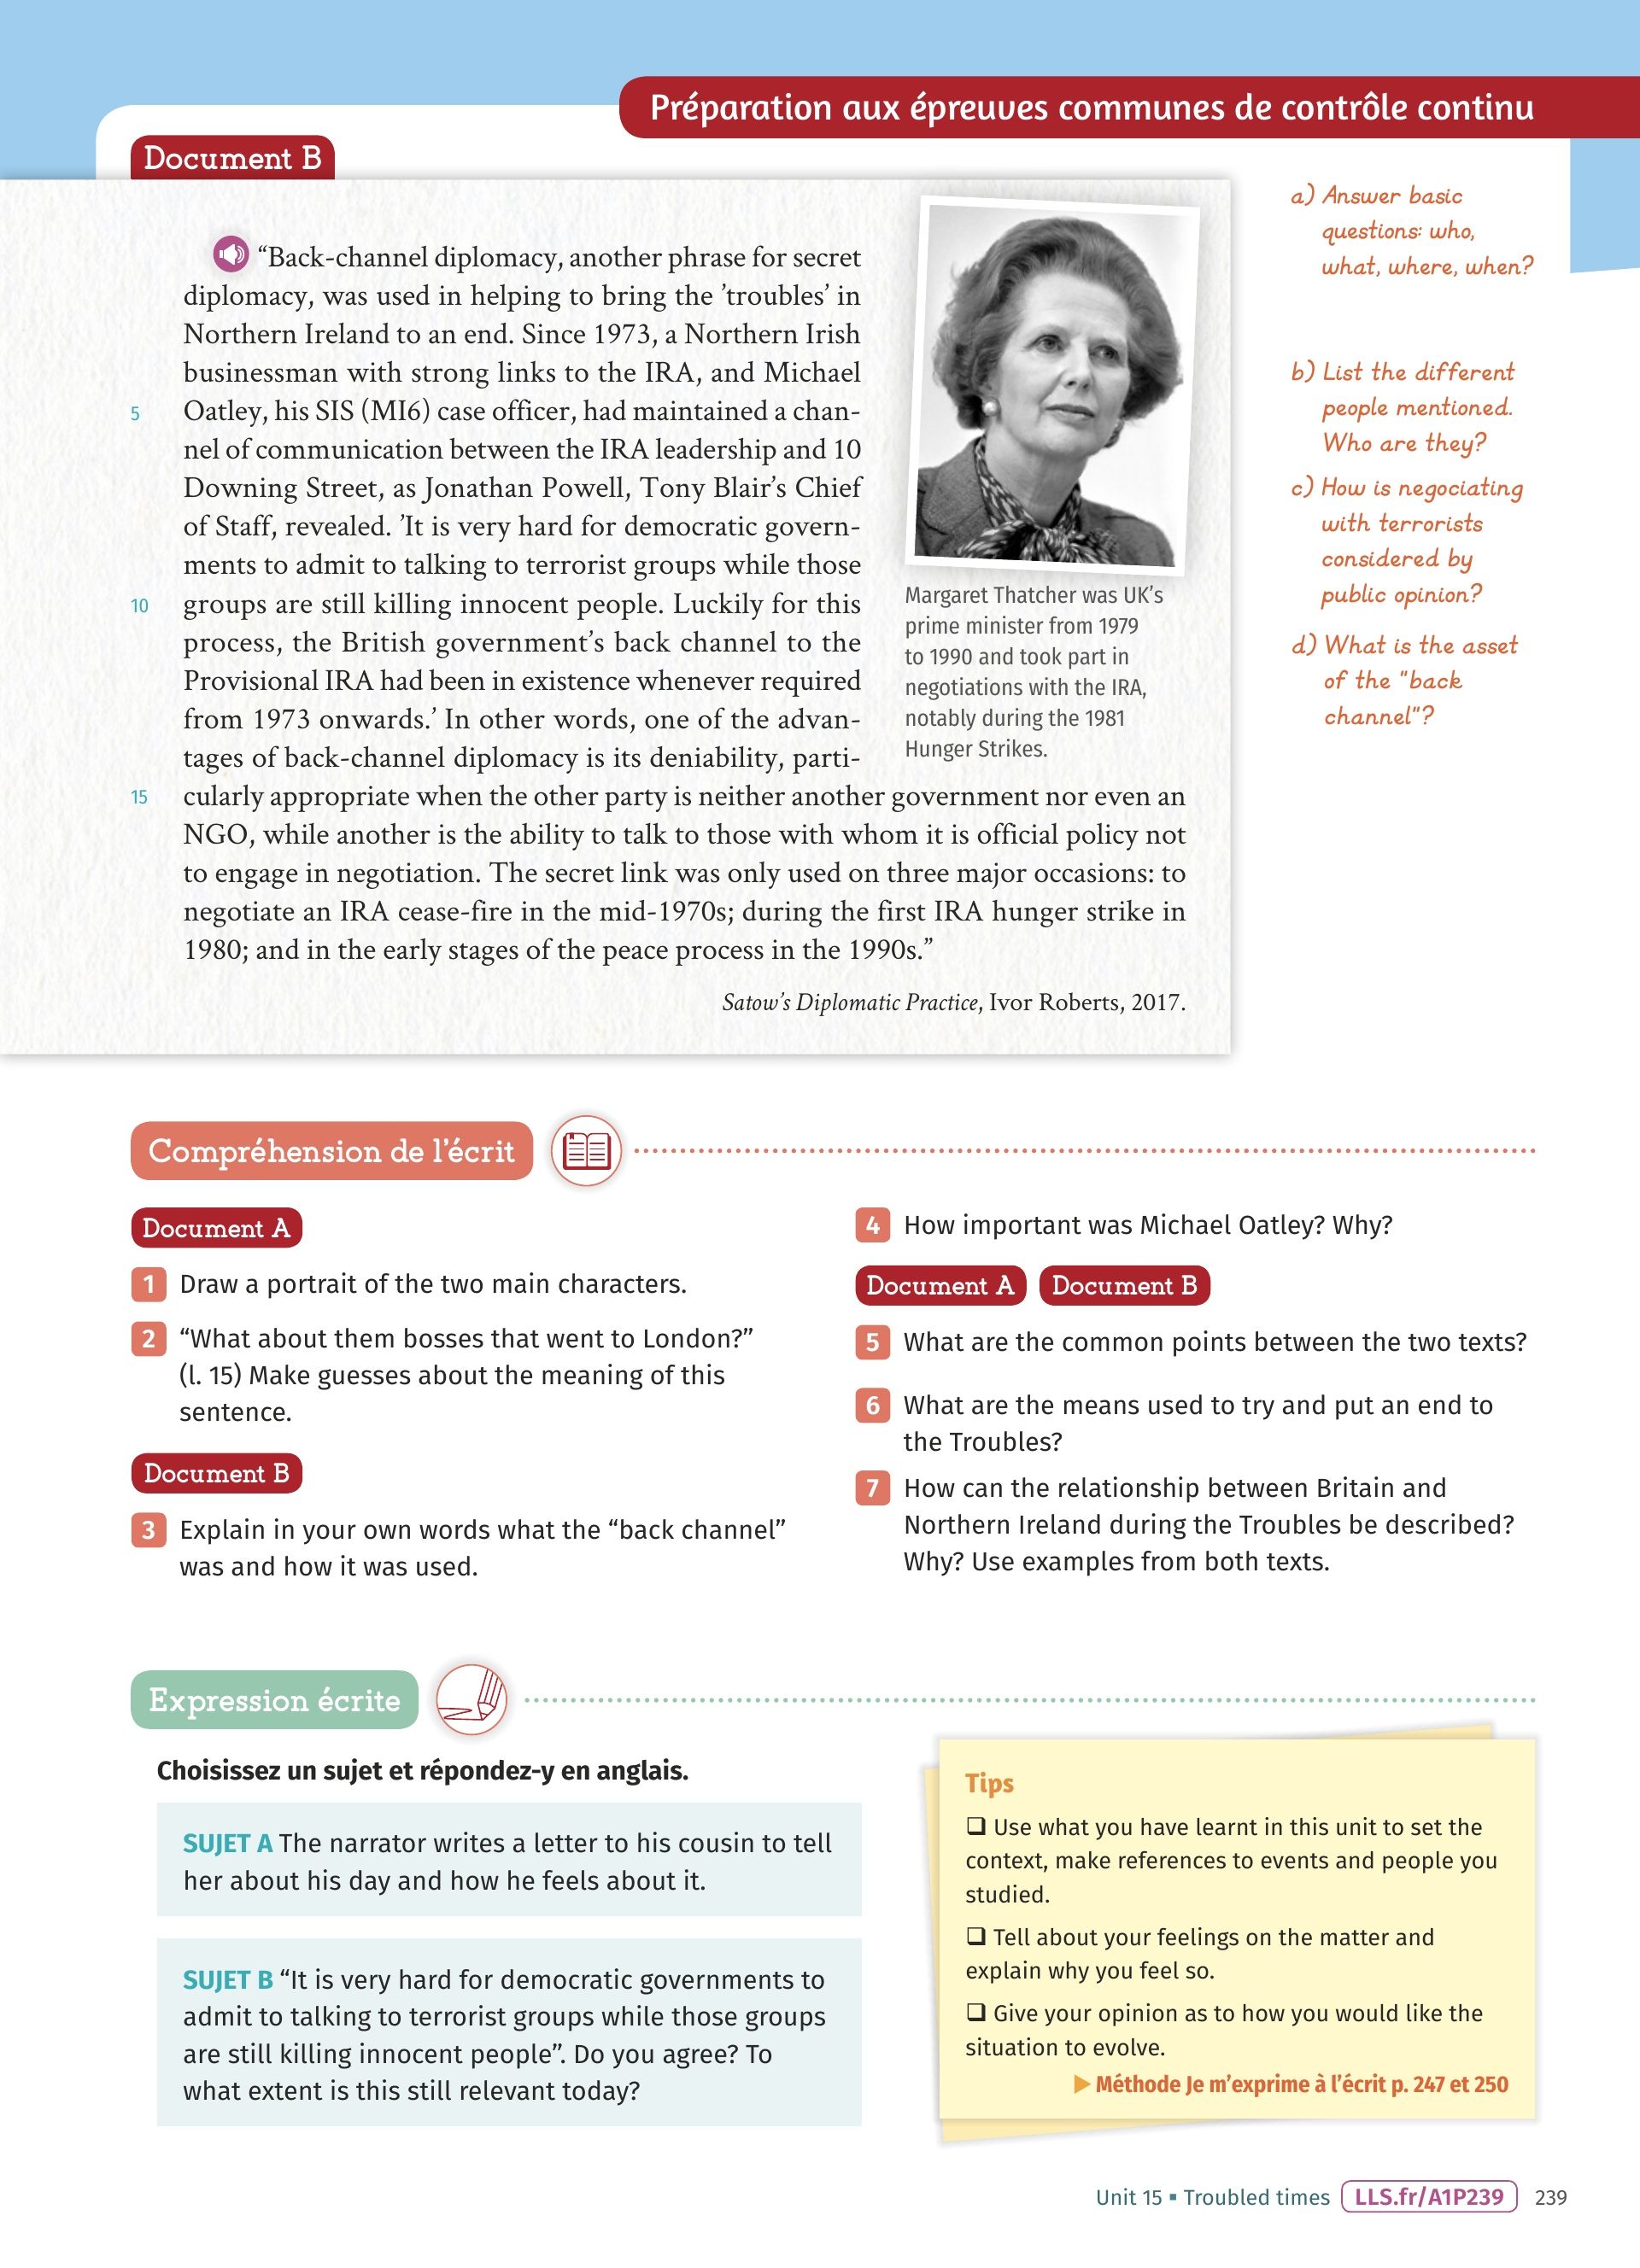 Préparation aux épreuves communes de contrôle continu
Document B
“Back-channel diplomacy, another phrase for secret
diplomacy, was used in helping to bring the ’troubles’ in
Northern Ireland to an end. Since 1973, a Northern Irish
businessman with strong links to the IRA, and Michael
5 Oatley, his SIS (MI6) case officer, had maintained a chan-
nel of communication between the IRA leadership and 10
Downing Street, as Jonathan Powell, Tony Blair’s Chief
of Staff, revealed. ’It is very hard for democratic govern-
ments to admit to talking to terrorist groups while those
10 groups are still killing innocent people. Luckily for this
process, the British government’s back channel to the
Provisional IRA had been in existence whenever required
from 1973 onwards.’ In other words, one of the advan-
tages of back-channel diplomacy is its deniability, parti-
15 cularly appropriate when the other party is neither another government nor even an
NGO, while another is the ability to talk to those with whom it is official policy not
to engage in negotiation. The secret link was only used on three major occasions: to
negotiate an IRA cease-fire in the mid-1970s; during the first IRA hunger strike in
1980; and in the early stages of the peace process in the 1990s.”
Satow’s Diplomatic Practice, Ivor Roberts, 2017.
Margaret Thatcher was UK’s
prime minister from 1979
to 1990 and took part in
negotiations with the IRA,
notably during the 1981
Hunger Strikes.
a) Answer basic
questions: who,
what, where, when?
b) List the different
people mentioned.
Who are they?
c) How is negociating
with terrorists
considered by
public opinion?
d) What is the asset
of the "back
channel"?
Compréhension de l’écrit
Document A
1 Draw a portrait of the two main characters.
2 “What about them bosses that went to London?”
(l. 15) Make guesses about the meaning of this
sentence.
Document B
3 Explain in your own words what the “back channel”
was and how it was used.
4 How important was Michael Oatley? Why?
Document A Document B
5 What are the common points between the two texts?
6 What are the means used to try and put an end to
the Troubles?
7 How can the relationship between Britain and
Northern Ireland during the Troubles be described?
Why? Use examples from both texts.
Expression écrite
Choisissez un sujet et répondez-y en anglais.
SUJET A The narrator writes a letter to his cousin to tell
her about his day and how he feels about it.
SUJET B “It is very hard for democratic governments to
admit to talking to terrorist groups while those groups
are still killing innocent people”. Do you agree? To
what extent is this still relevant today?
Tips
❑ Use what you have learnt in this unit to set the
context, make references to events and people you
studied.
❑ Tell about your feelings on the matter and
explain why you feel so.
❑ Give your opinion as to how you would like the
situation to evolve.
▶ Méthode Je m’exprime à l’écrit p. 247 et 250
Unit 15 ▪ Troubled times LLS.fr/A1P239 239